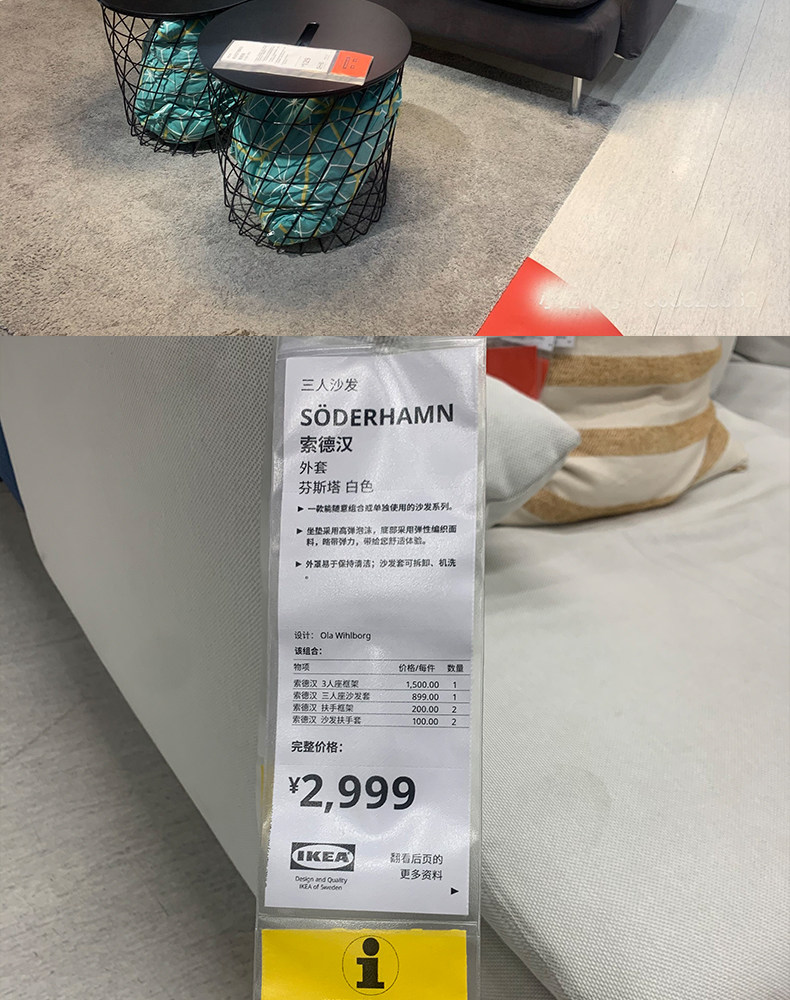 三人沙发
SÖDERHAMN
索德汉
外套
芬斯塔 白色
▶ 一款能随意组合或单独使用的沙发系列。
▶ 坐垫采用高弹泡沫，底部采用弹性编织面
料，略带弹力，带给您舒适体验。
▶ 外罩易于保持清洁；沙发套可拆卸、机洗
。
设计： Ola Wihlborg
该组合：
物项 价格/每件 数量
索德汉 3人座框架 1,500.00 1
索德汉 三人座沙发套 899.00 1
索德汉 扶手框架 200.00 2
索德汉 沙发扶手套 100.00 2
完整价格：
¥2,999
IKEA
Design and Quality
IKEA of Sweden
翻看后页的
更多资料
▶
i